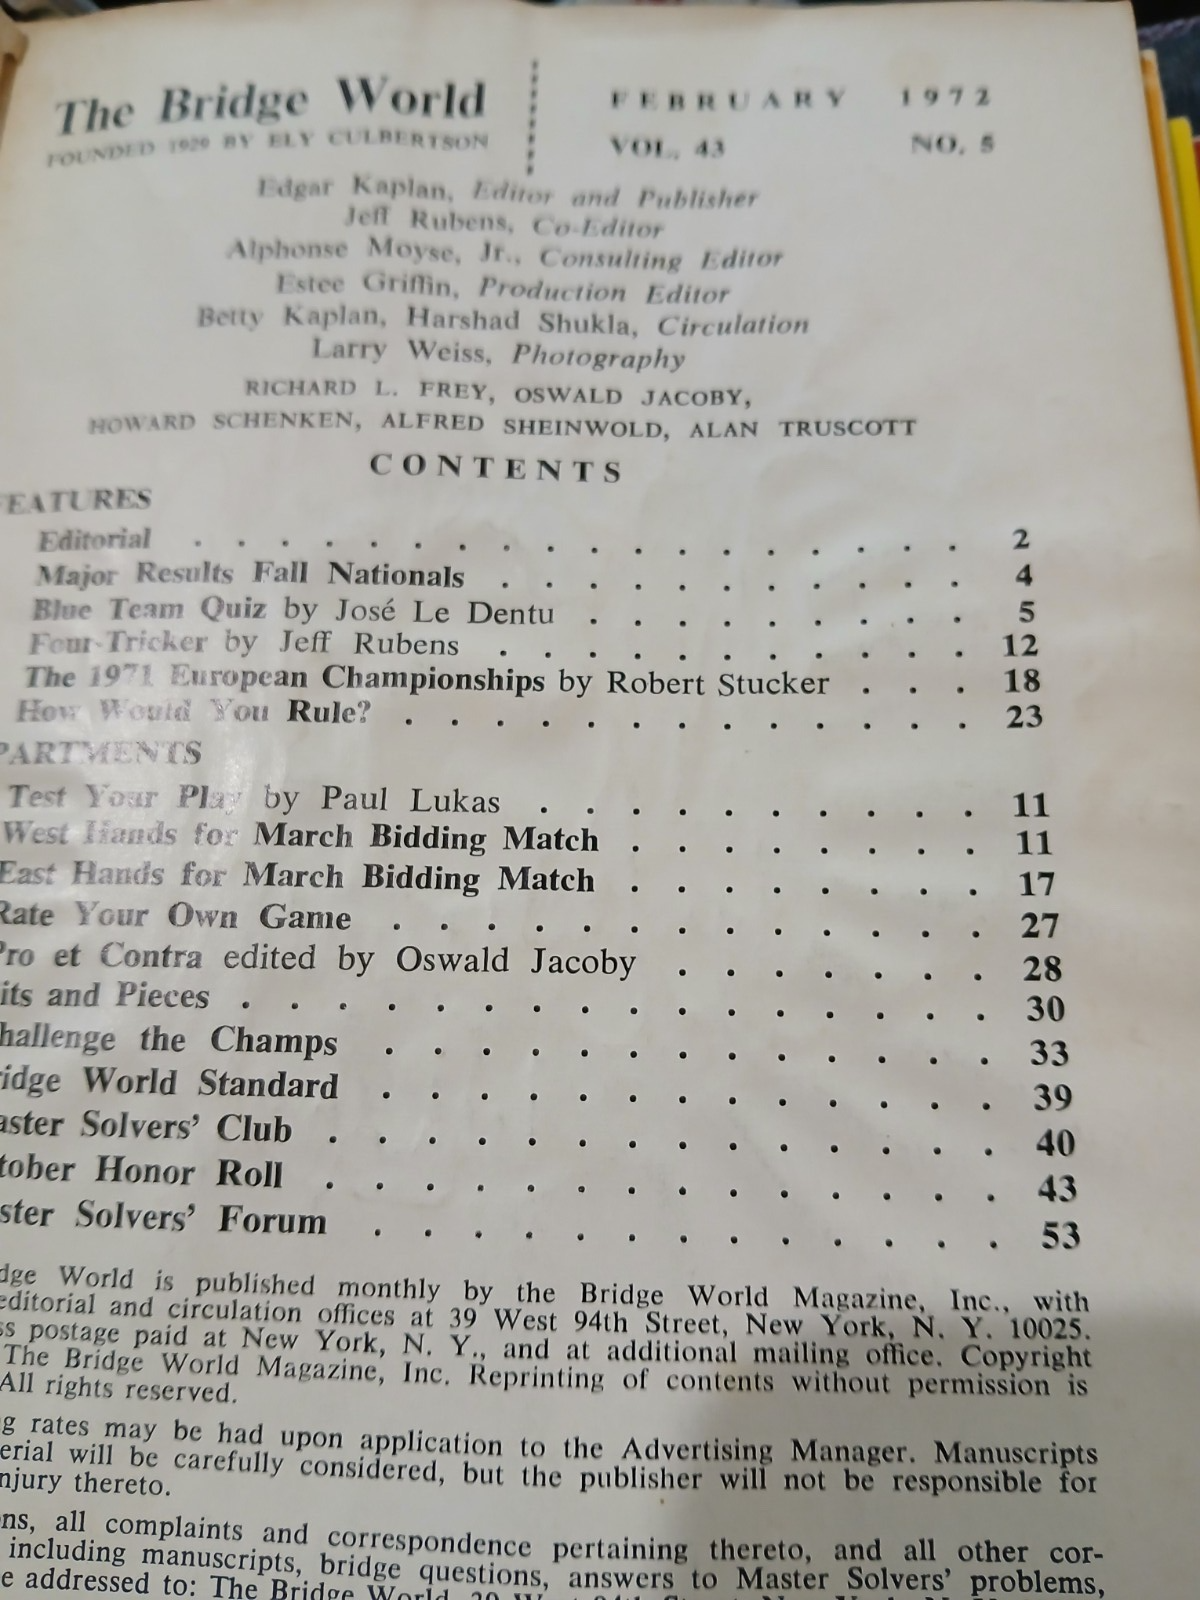 The Bridge World
FOUNDED 1929 BY ELY CULBERTSON
FEBRUARY 1972
VOL. 43 NO. 5
Edgar Kaplan, Editor and Publisher
Jeff Rubens, Co-Editor
Alphonse Moyse, Jr., Consulting Editor
Estee Griffin, Production Editor
Betty Kaplan, Harshad Shukla, Circulation
Larry Weiss, Photography
RICHARD L. FREY, OSWALD JACOBY,
HOWARD SCHENKEN, ALFRED SHEINWOLD, ALAN TRUSCOTT
CONTENTS
FEATURES
Editorial . . . . . . . . . . . . . . . . . . 2
Major Results Fall Nationals . . . . . . . . . . . 4
Blue Team Quiz by José Le Dentu . . . . . . . . . 5
Four-Tricker by Jeff Rubens . . . . . . . . . . . 12
The 1971 European Championships by Robert Stucker . . . 18
How Would You Rule? . . . . . . . . . . . . . 23
PARTMENTS
Test Your Play by Paul Lukas . . . . . . . . . . 11
West Hands for March Bidding Match . . . . . . . . 11
East Hands for March Bidding Match . . . . . . . . 17
Rate Your Own Game . . . . . . . . . . . . . 27
Pro et Contra edited by Oswald Jacoby . . . . . . . 28
its and Pieces . . . . . . . . . . . . . . . . 30
hallenge the Champs . . . . . . . . . . . . . 33
idge World Standard . . . . . . . . . . . . . 39
aster Solvers' Club . . . . . . . . . . . . . . 40
tober Honor Roll . . . . . . . . . . . . . . 43
ster Solvers' Forum . . . . . . . . . . . . . . 53
dge World is published monthly by the Bridge World Magazine, Inc., with
editorial and circulation offices at 39 West 94th Street, New York, N. Y. 10025.
ss postage paid at New York, N. Y., and at additional mailing office. Copyright
The Bridge World Magazine, Inc. Reprinting of contents without permission is
All rights reserved.
g rates may be had upon application to the Advertising Manager. Manuscripts
erial will be carefully considered, but the publisher will not be responsible for
njury thereto.
ns, all complaints and correspondence pertaining thereto, and all other cor-
including manuscripts, bridge questions, answers to Master Solvers' problems,
e addressed to: The Bridge World, 39 West 94th Street, New York, N.